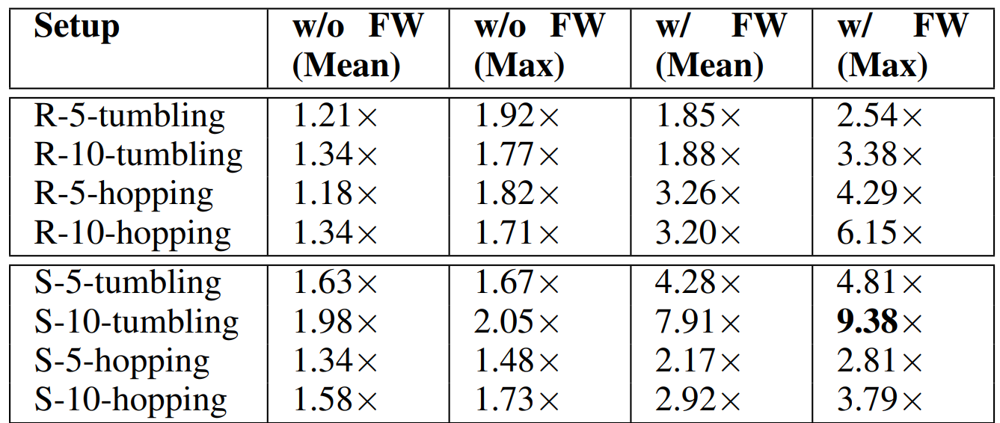 Setup w/o FW (Mean) w/o FW (Max) w/ FW (Mean) w/ FW (Max)
R-5-tumbling 1.21× 1.92× 1.85× 2.54×
R-10-tumbling 1.34× 1.77× 1.88× 3.38×
R-5-hopping 1.18× 1.82× 3.26× 4.29×
R-10-hopping 1.34× 1.71× 3.20× 6.15×
S-5-tumbling 1.63× 1.67× 4.28× 4.81×
S-10-tumbling 1.98× 2.05× 7.91× 9.38×
S-5-hopping 1.34× 1.48× 2.17× 2.81×
S-10-hopping 1.58× 1.73× 2.92× 3.79×